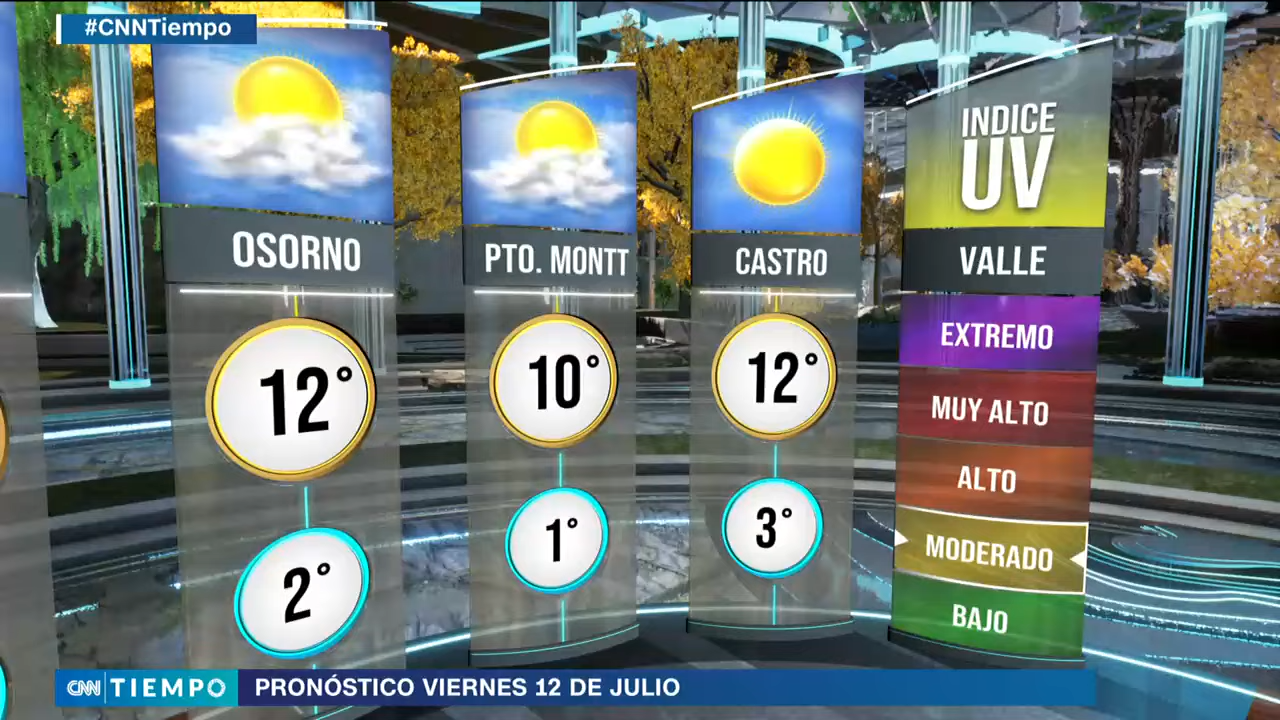 #CNNTiempo
OSORNO
12°
2°
PTO. MONTT
10°
1°
CASTRO
12°
3°
INDICE
UV
VALLE
EXTREMO
MUY ALTO
ALTO
MODERADO
BAJO
CNN TIEMPO
PRONÓSTICO VIERNES 12 DE JULIO